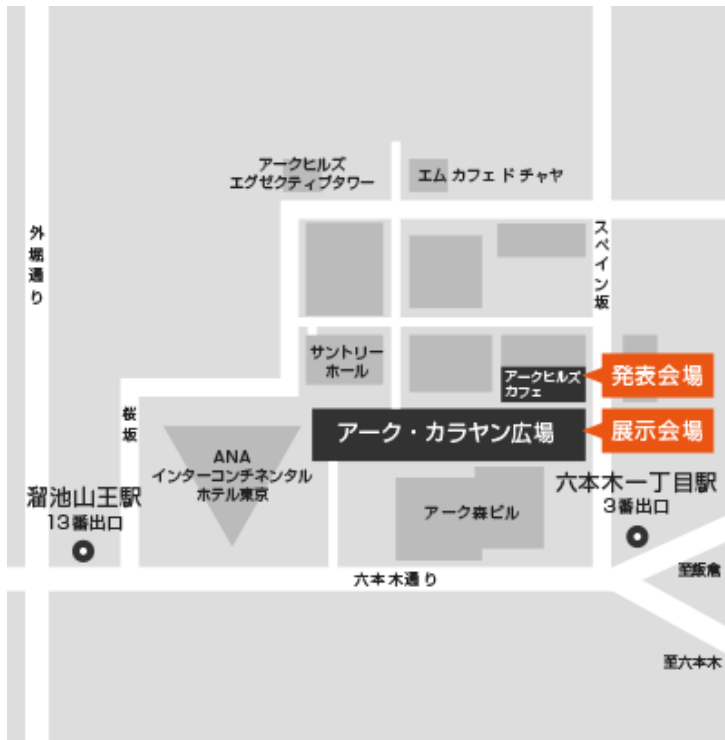 アークヒルズ
エグゼクティブタワー
エム カフェ ド チャヤ
外堀通り
スペイン坂
サントリー
ホール
アークヒルズ
カフェ
発表会場
アーク・カラヤン広場
展示会場
桜坂
ANA
インターコンチネンタル
ホテル東京
溜池山王駅
13番出口
アーク森ビル
六本木一丁目駅
3番出口
六本木通り
至飯倉
至六本木